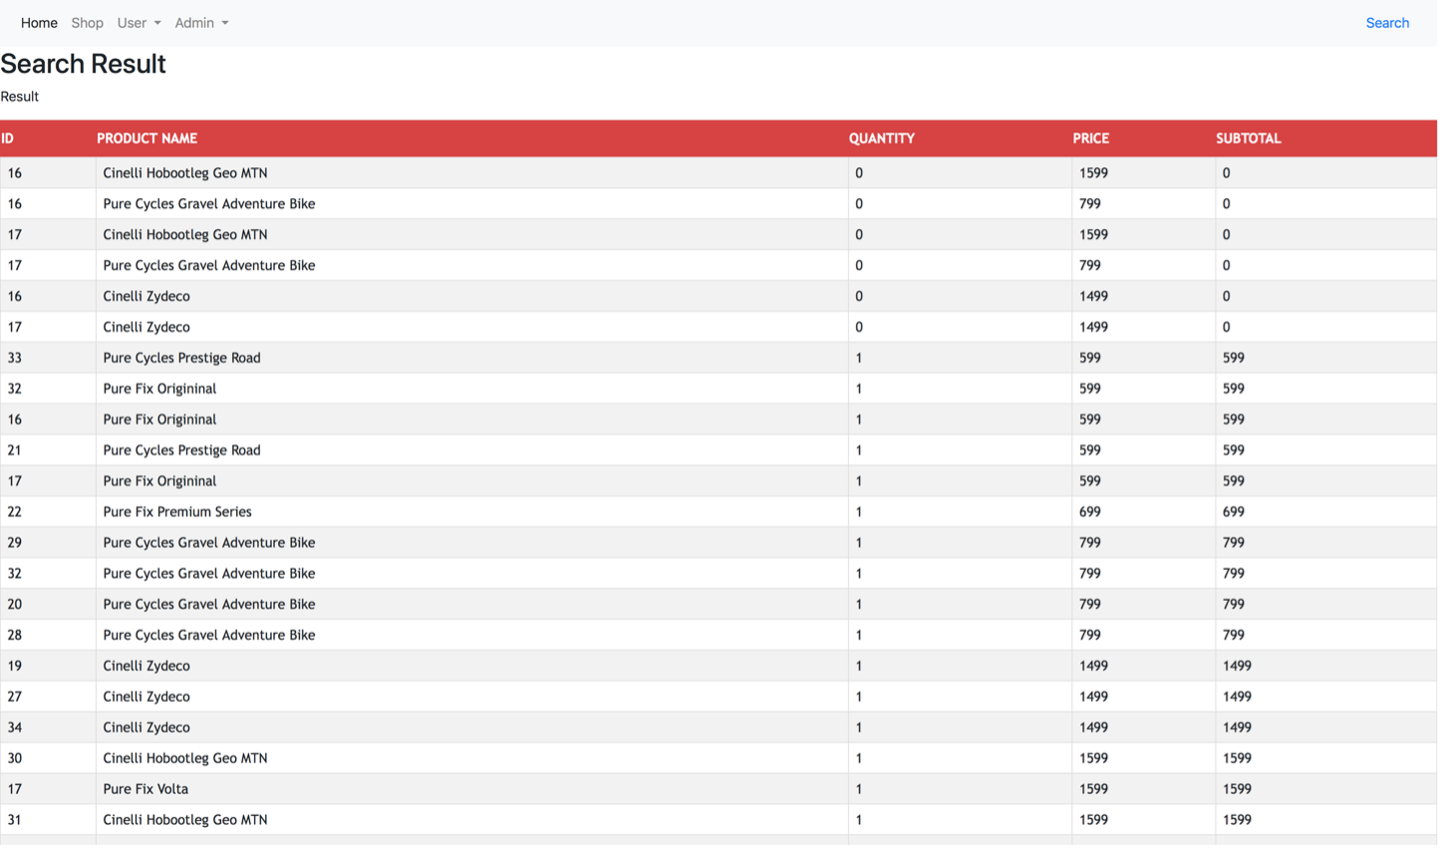 Home Shop User Admin Search
Search Result
Result
ID PRODUCT NAME QUANTITY PRICE SUBTOTAL
16 Cinelli Hobootleg Geo MTN 0 1599 0
16 Pure Cycles Gravel Adventure Bike 0 799 0
17 Cinelli Hobootleg Geo MTN 0 1599 0
17 Pure Cycles Gravel Adventure Bike 0 799 0
16 Cinelli Zydeco 0 1499 0
17 Cinelli Zydeco 0 1499 0
33 Pure Cycles Prestige Road 1 599 599
32 Pure Fix Origininal 1 599 599
16 Pure Fix Origininal 1 599 599
21 Pure Cycles Prestige Road 1 599 599
17 Pure Fix Origininal 1 599 599
22 Pure Fix Premium Series 1 699 699
29 Pure Cycles Gravel Adventure Bike 1 799 799
32 Pure Cycles Gravel Adventure Bike 1 799 799
20 Pure Cycles Gravel Adventure Bike 1 799 799
28 Pure Cycles Gravel Adventure Bike 1 799 799
19 Cinelli Zydeco 1 1499 1499
27 Cinelli Zydeco 1 1499 1499
34 Cinelli Zydeco 1 1499 1499
30 Cinelli Hobootleg Geo MTN 1 1599 1599
17 Pure Fix Volta 1 1599 1599
31 Cinelli Hobootleg Geo MTN 1 1599 1599